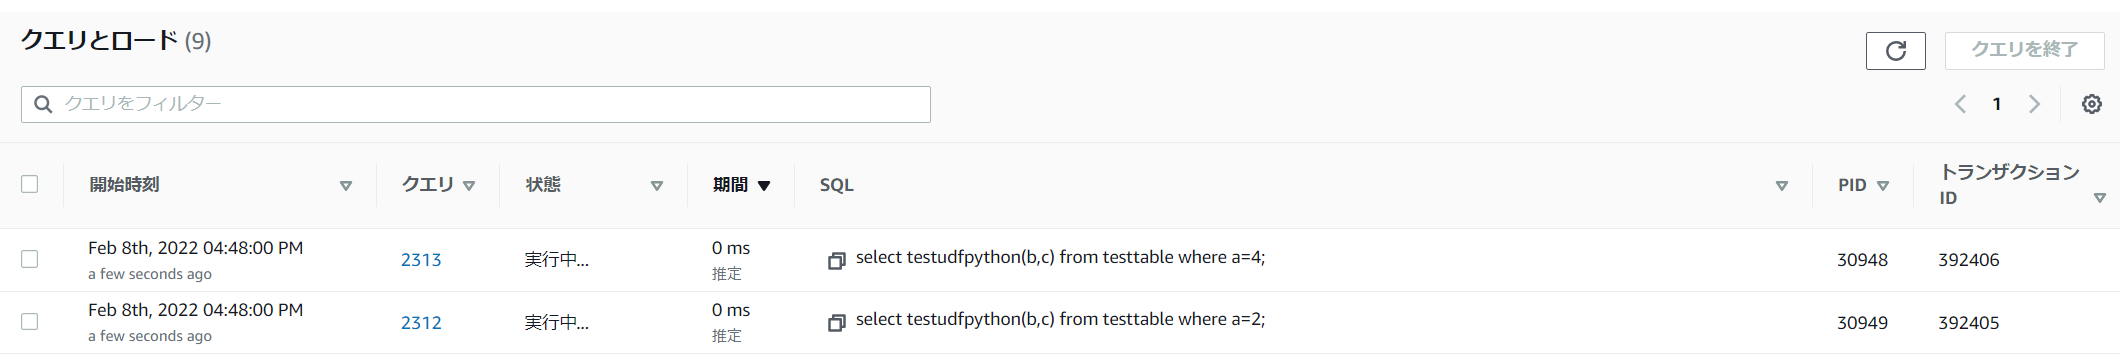 クエリとロード (9)
クエリを終了
クエリをフィルター
1
開始時刻 クエリ 状態 期間 SQL PID トランザクション ID
Feb 8th, 2022 04:48:00 PM
a few seconds ago
2313
実行中...
0 ms
推定
select testudfpython(b,c) from testtable where a=4;
30948
392406
Feb 8th, 2022 04:48:00 PM
a few seconds ago
2312
実行中...
0 ms
推定
select testudfpython(b,c) from testtable where a=2;
30949
392405